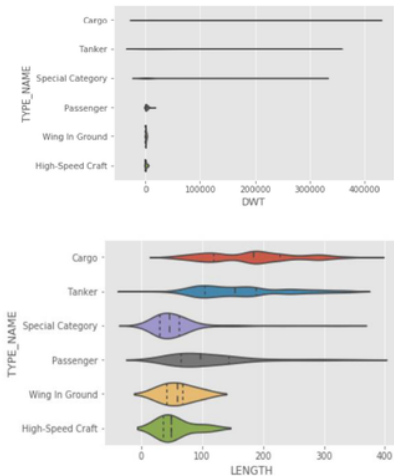 TYPE_NAME
Cargo
Tanker
Special Category
Passenger
Wing In Ground
High-Speed Craft
0 100000 200000 300000 400000
DWT
TYPE_NAME
Cargo
Tanker
Special Category
Passenger
Wing In Ground
High-Speed Craft
0 100 200 300 400
LENGTH